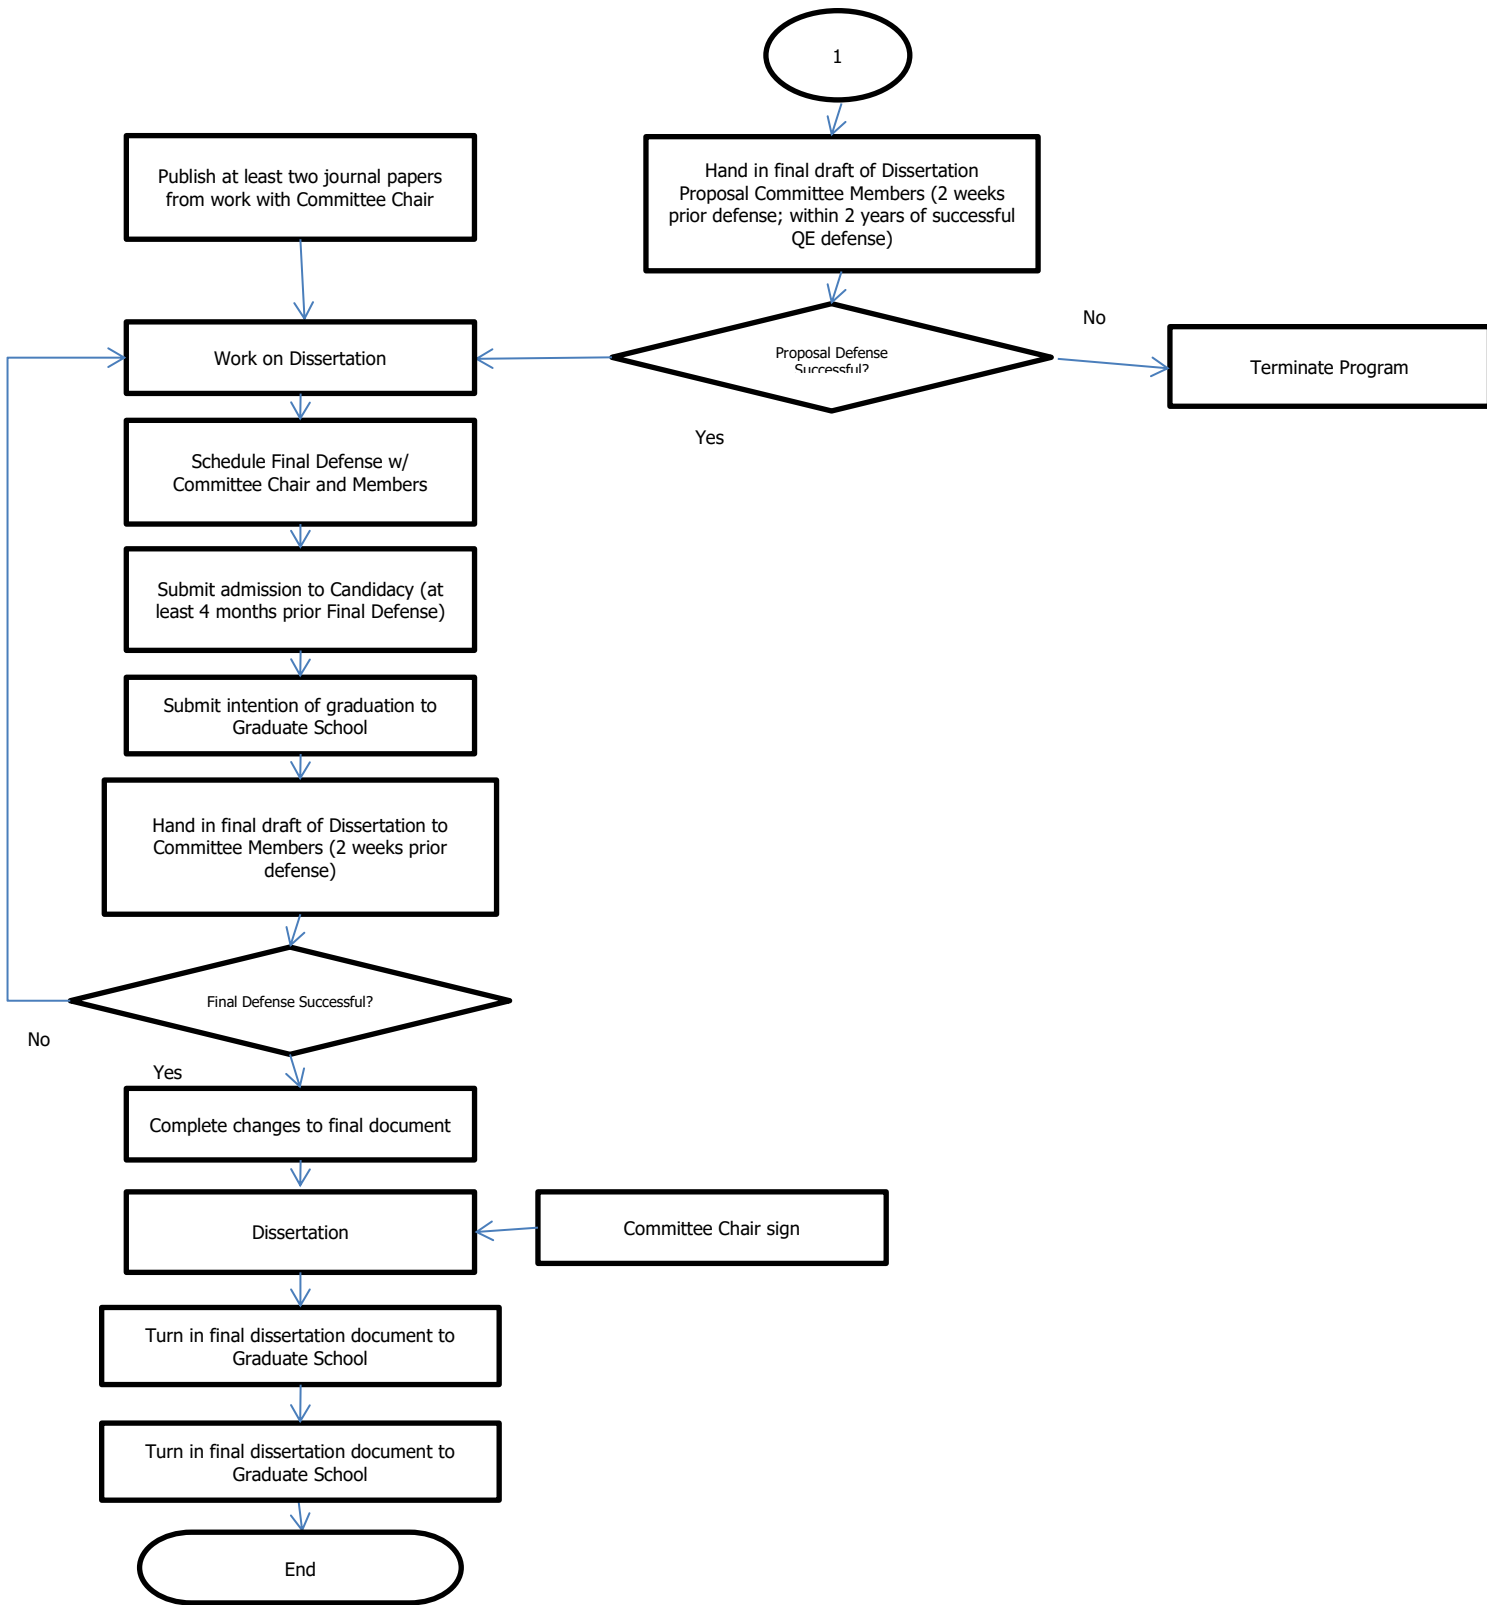 1
Publish at least two journal papers
from work with Committee Chair
Hand in final draft of Dissertation
Proposal Committee Members (2 weeks
prior defense; within 2 years of successful
QE defense)
No
Work on Dissertation
Proposal Defense
Successful?
Terminate Program
Yes
Schedule Final Defense w/
Committee Chair and Members
Submit admission to Candidacy (at
least 4 months prior Final Defense)
Submit intention of graduation to
Graduate School
Hand in final draft of Dissertation to
Committee Members (2 weeks prior
defense)
Final Defense Successful?
No
Yes
Complete changes to final document
Dissertation
Committee Chair sign
Turn in final dissertation document to
Graduate School
Turn in final dissertation document to
Graduate School
End